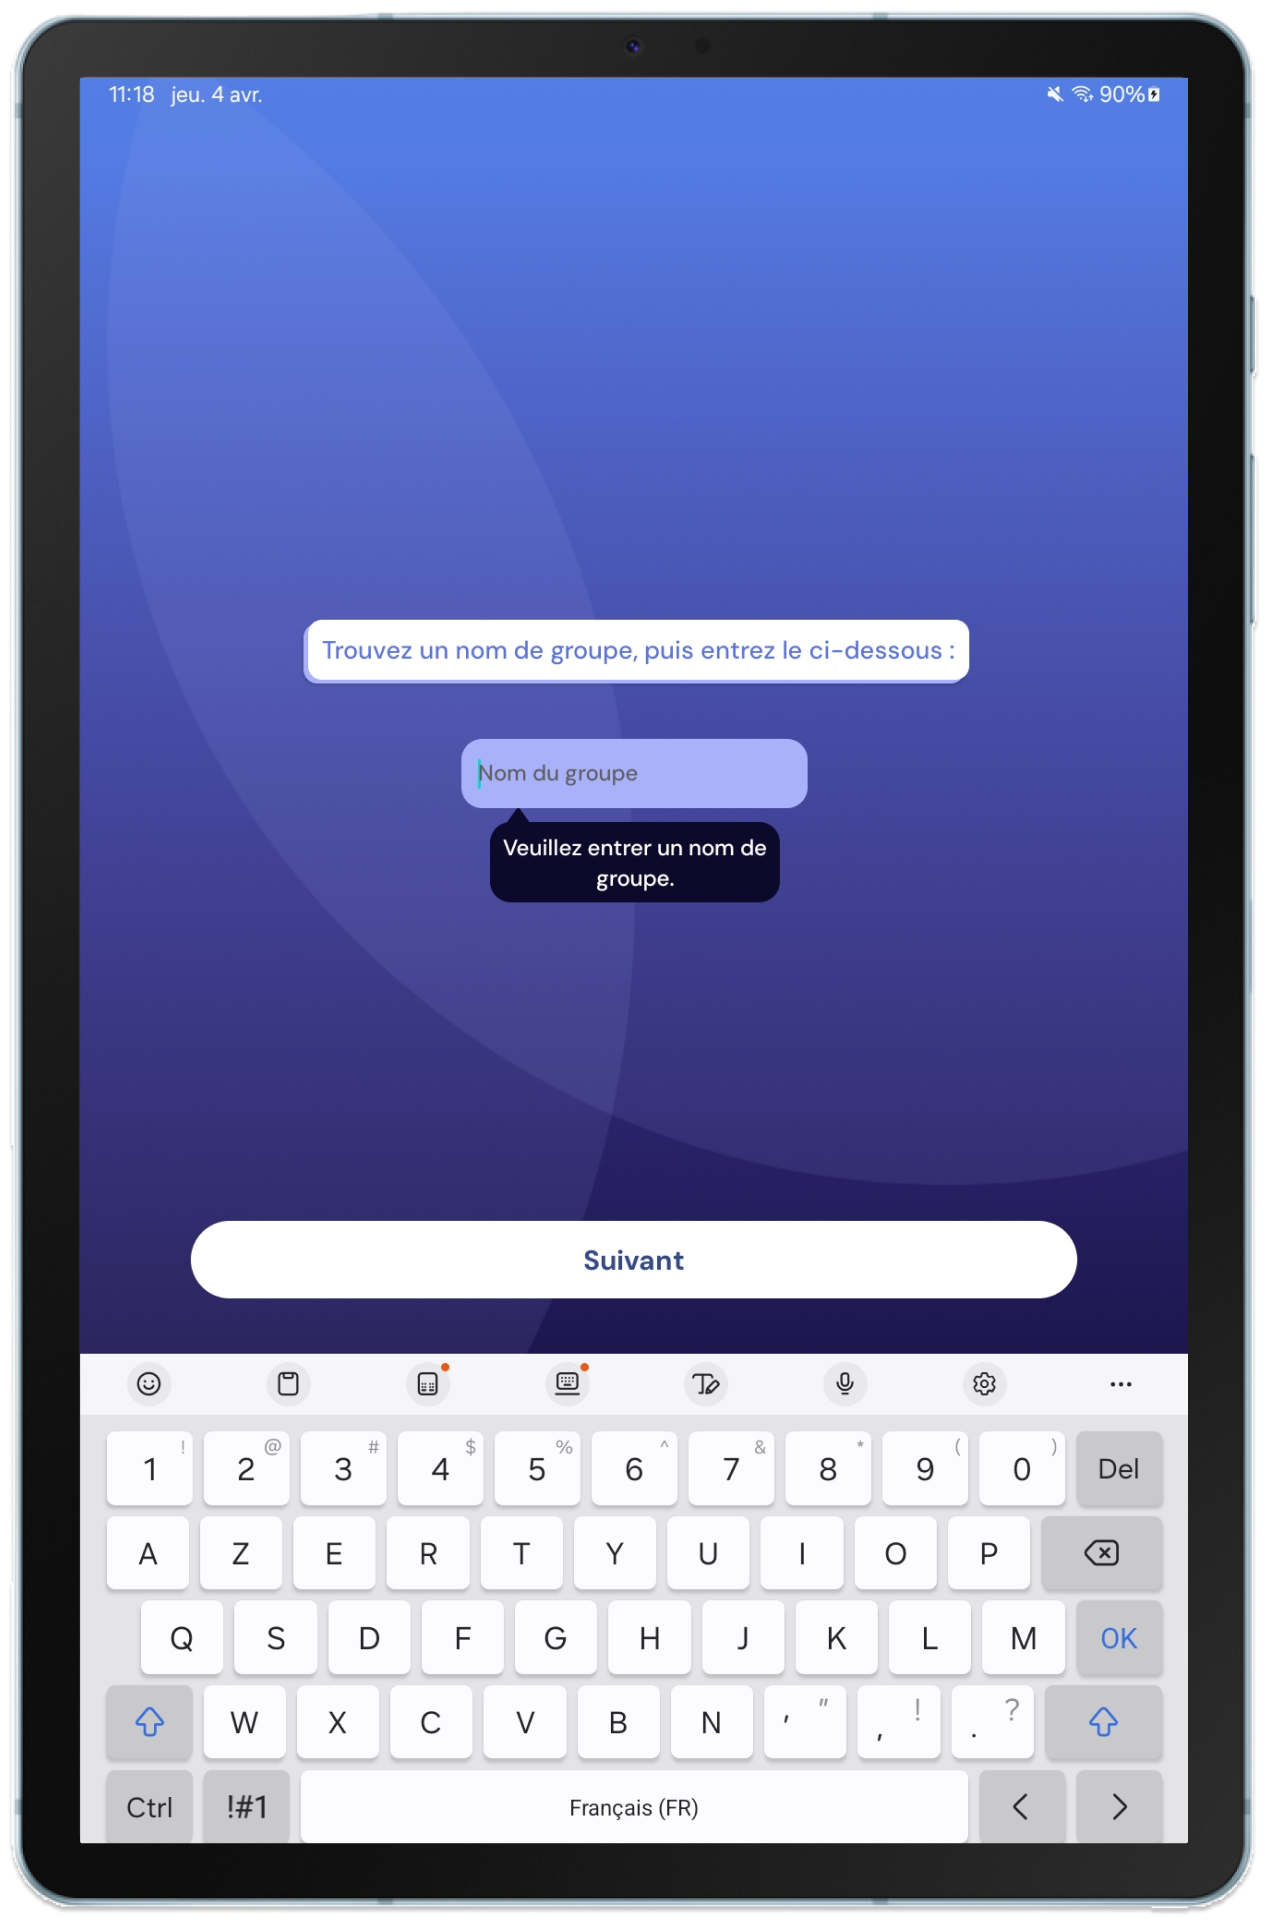 11:18 jeu. 4 avr. 90%
Trouvez un nom de groupe, puis entrez le ci-dessous :
Nom du groupe
Veuillez entrer un nom de
groupe.
Suivant
1 ! 2 @ 3 # 4 $ 5 % 6 ^ 7 & 8 * 9 ( 0 ) Del
A Z E R T Y U I O P
Q S D F G H J K L M OK
W X C V B N ' " , ! . ?
Ctrl !#1 Français (FR) < >